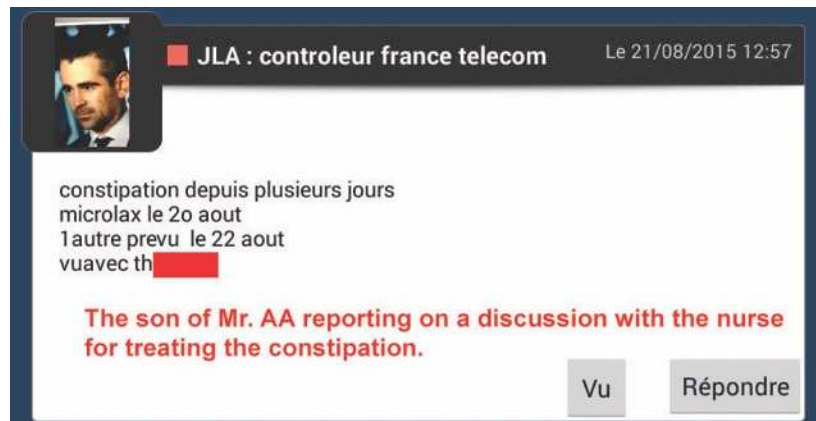 JLA : controleur france telecom
Le 21/08/2015 12:57
constipation depuis plusieurs jours
microlax le 2o aout
1autre prevu le 22 aout
vuavec th
The son of Mr. AA reporting on a discussion with the nurse
for treating the constipation.
Vu
Répondre